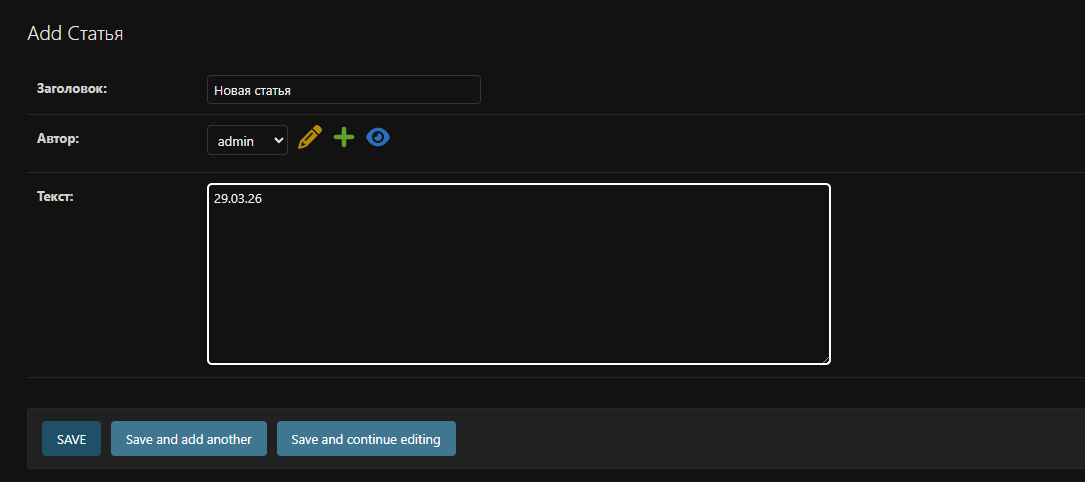 Add Статья
Заголовок: Новая статья
Автор: admin
Текст: 29.03.26
SAVE Save and add another Save and continue editing